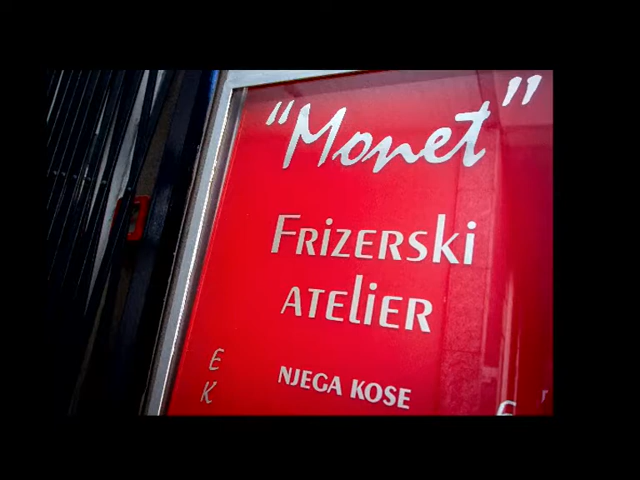 "Monet"
FRIZERSKI
ATELIER
NJEGA KOSE
E
K